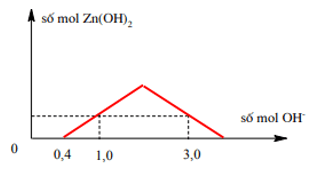 số mol Zn(OH)₂
số mol OH⁻
0
0,4
1,0
3,0